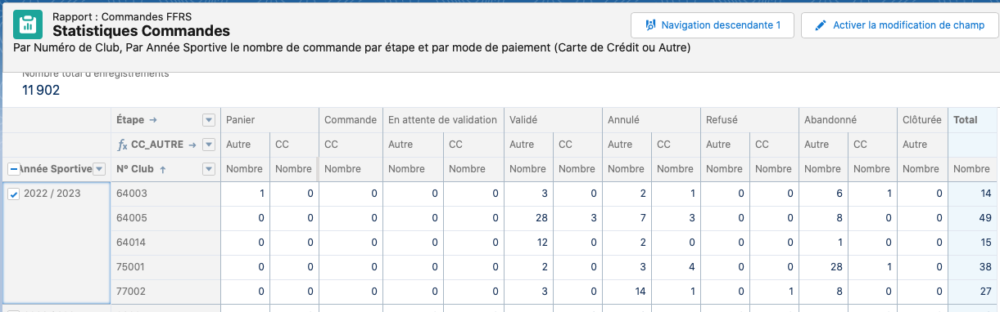 Rapport : Commandes FFRS
Statistiques Commandes
Navigation descendante 1
Activer la modification de champ
Par Numéro de Club, Par Année Sportive le nombre de commande par étape et par mode de paiement (Carte de Crédit ou Autre)
Nombre total d'enregistrements
11 902
Étape → Panier Commande En attente de validation Validé Annulé Refusé Abandonné Clôturée Total
fx CC_AUTRE → Autre CC CC Autre CC Autre CC Autre CC Autre CC Autre CC Autre
Année Sportive N° Club ↑ Nombre Nombre Nombre Nombre Nombre Nombre Nombre Nombre Nombre Nombre Nombre Nombre Nombre Nombre Nombre
2022 / 2023 64003 1 0 0 0 0 3 0 2 1 0 0 6 1 0 14
64005 0 0 0 0 0 28 3 7 3 0 0 8 0 0 49
64014 0 0 0 0 0 12 0 2 0 0 0 1 0 0 15
75001 0 0 0 0 0 2 0 3 4 0 0 28 1 0 38
77002 0 0 0 0 0 3 0 14 1 0 1 8 0 0 27